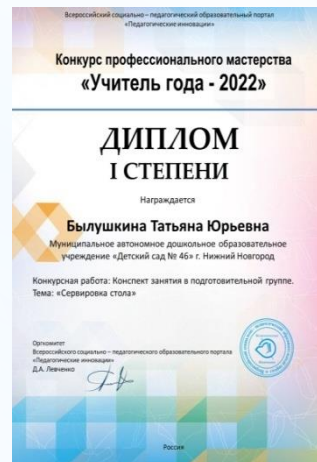 Всероссийский социально – педагогический образовательный портал
«Педагогические инновации»
Конкурс профессионального мастерства
«Учитель года - 2022»
ДИПЛОМ
I СТЕПЕНИ
Награждается
Былушкина Татьяна Юрьевна
Муниципальное автономное дошкольное образовательное
учреждение «Детский сад № 46» г. Нижний Новгород
Конкурсная работа: Конспект занятия в подготовительной группе.
Тема: «Сервировка стола»
Оргкомитет
Всероссийского социально – педагогического образовательного портала
«Педагогические инновации»
Д.А. Левченко
Россия